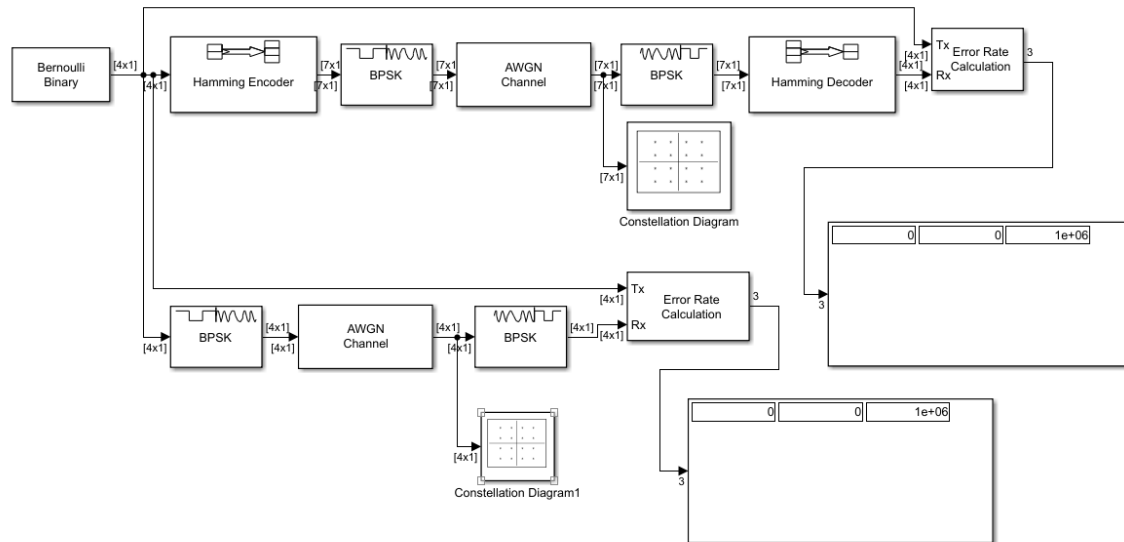 Bernoulli
Binary
[4x1]
[4x1]
Hamming Encoder
[7x1]
[7x1]
BPSK
[7x1]
[7x1]
AWGN
Channel
[7x1]
[7x1]
BPSK
[7x1]
[7x1]
Hamming Decoder
[4x1]
[4x1]
Tx
[4x1]
Rx
Error Rate
Calculation
3
[7x1]
Constellation Diagram
0 0 1e+06
3
Tx
[4x1]
Rx
[4x1]
Error Rate
Calculation
3
[4x1]
BPSK
[4x1]
[4x1]
AWGN
Channel
[4x1]
[4x1]
BPSK
[4x1]
[4x1]
Constellation Diagram1
0 0 1e+06
3